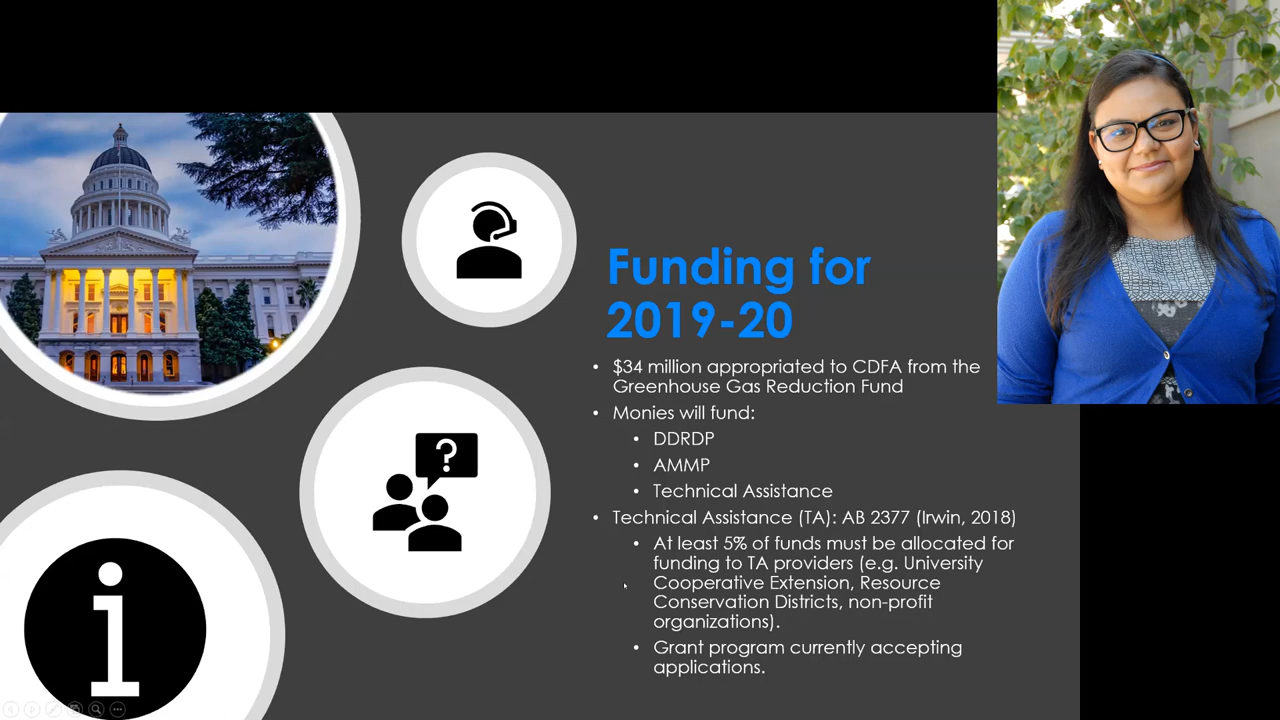 Funding for
2019-20
• $34 million appropriated to CDFA from the
Greenhouse Gas Reduction Fund
• Monies will fund:
• DDRDP
• AMMP
• Technical Assistance
• Technical Assistance (TA): AB 2377 (Irwin, 2018)
• At least 5% of funds must be allocated for
funding to TA providers (e.g. University
Cooperative Extension, Resource
Conservation Districts, non-profit
organizations).
• Grant program currently accepting
applications.
?
i